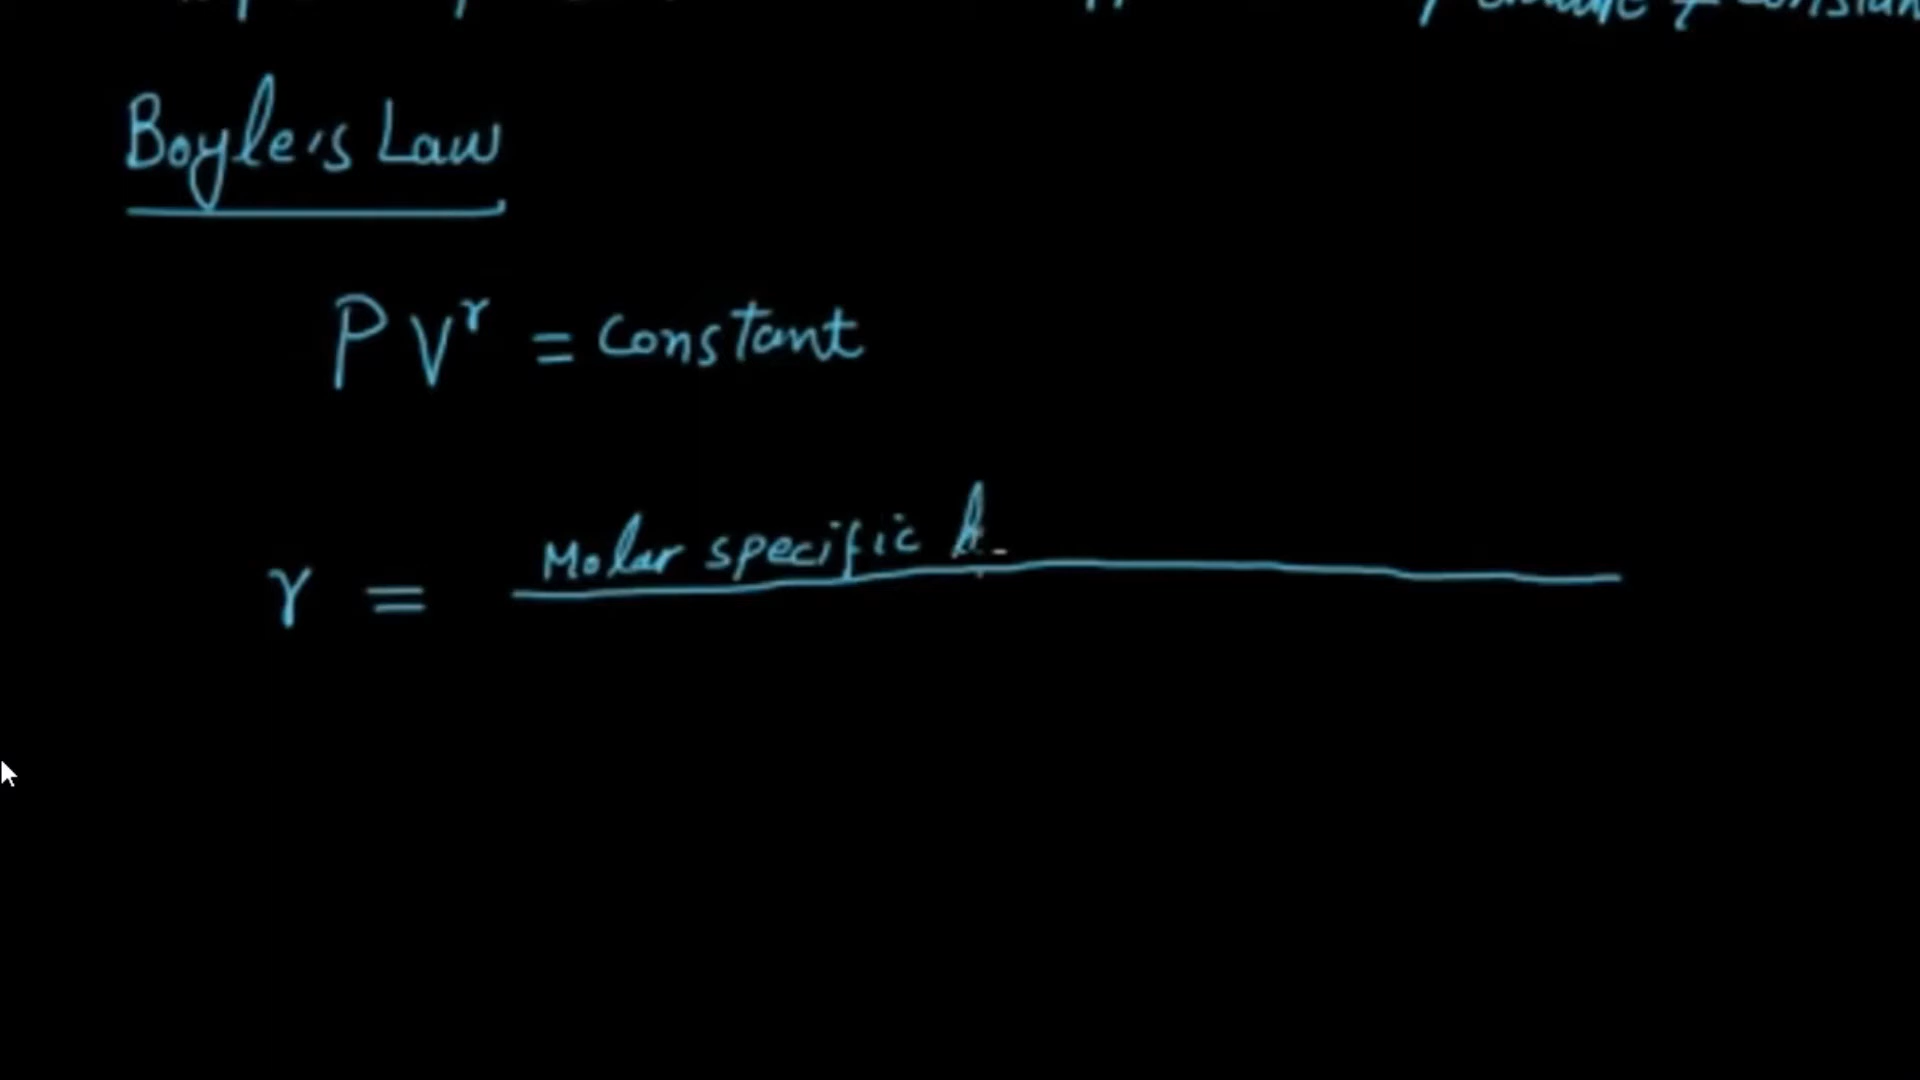 Boyle's Law
PV^γ = Constant
Molar specific h
γ =